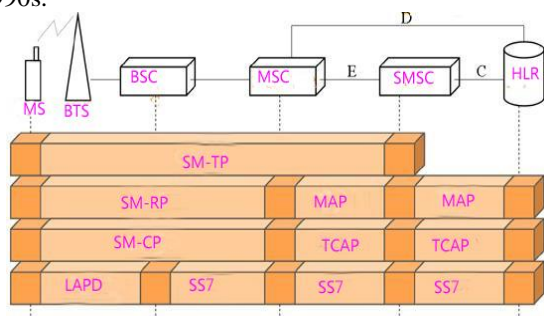 990s.
D
BSC MSC E SMSC C HLR
MS BTS
SM-TP
SM-RP MAP MAP
SM-CP TCAP TCAP
LAPD SS7 SS7 SS7